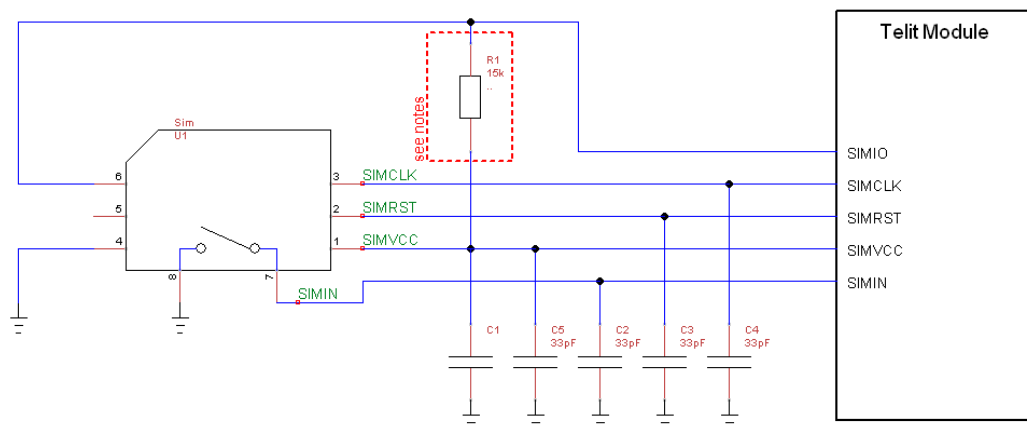 Telit Module
R1
15k
..
see notes
Sim
U1
6
3
SIMCLK
5
2
SIMRST
4
1
SIMVCC
8
7
SIMIN
SIMIO
SIMCLK
SIMRST
SIMVCC
SIMIN
C1
C5
33pF
C2
33pF
C3
33pF
C4
33pF